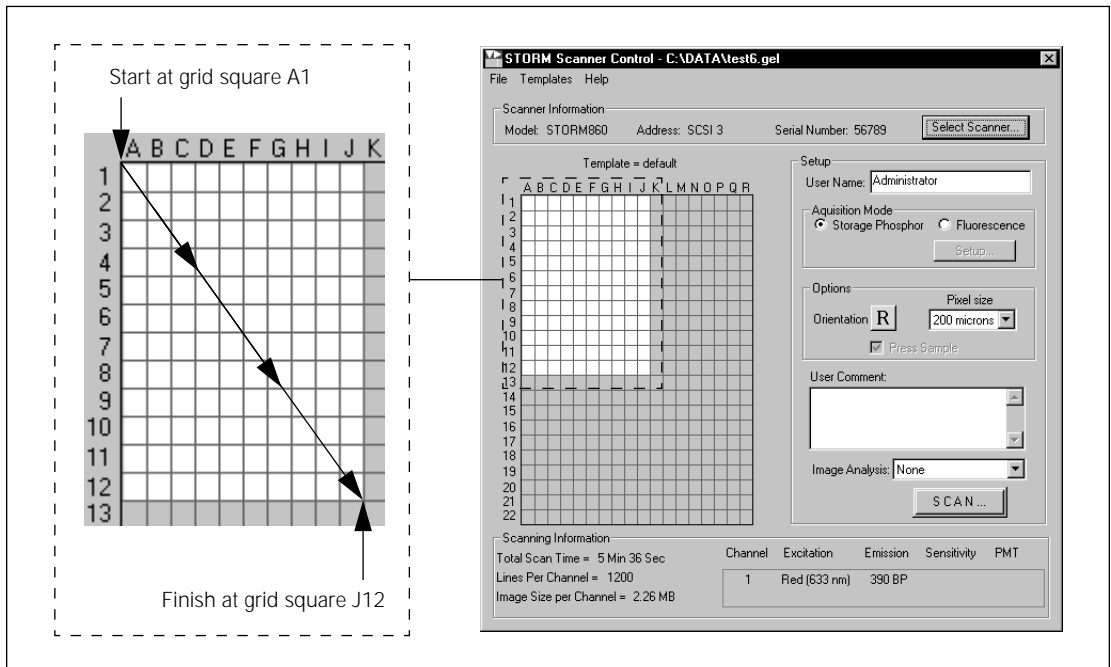 Start at grid square A1
A B C D E F G H I J K
1
2
3
4
5
6
7
8
9
10
11
12
13
Finish at grid square J12
STORM Scanner Control - C:\DATA\test6.gel
File Templates Help
Scanner Information
Model: STORM860 Address: SCSI 3 Serial Number: 56789 Select Scanner...
Template = default
A B C D E F G H I J K L M N O P Q R
1
2
3
4
5
6
7
8
9
10
11
12
13
14
15
16
17
18
19
20
21
22
Setup
User Name: Administrator
Aquisition Mode
Storage Phosphor Fluorescence
Setup...
Options
Pixel size
Orientation R 200 microns
Press Sample
User Comment:
Image Analysis: None
SCAN...
Scanning Information
Total Scan Time = 5 Min 36 Sec
Lines Per Channel = 1200
Image Size per Channel = 2.26 MB
Channel Excitation Emission Sensitivity PMT
1 Red (633 nm) 390 BP